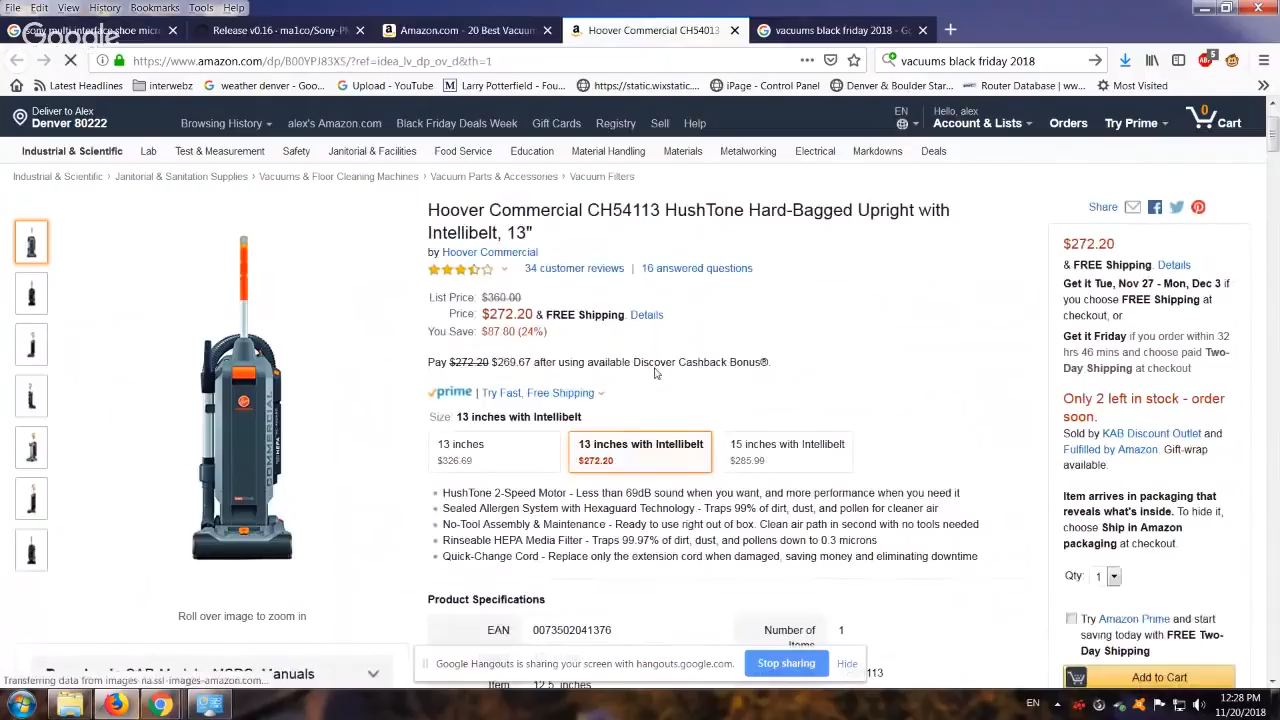 File Edit View History Bookmarks Tools Help
Google
sony multi interface shoe micr
Release v0.16 - ma1co/Sony-PM
Amazon.com - 20 Best Vacuum
Hoover Commercial CH54113
vacuums black friday 2018 - Go
https://www.amazon.com/dp/B00YPJ83XS/?ref=idea_lv_dp_ov_d&th=1
vacuums black friday 2018
5
Latest Headlines
interwebz
weather denver - Goo...
Upload - YouTube
Larry Potterfield - Out...
https://static.wixstatic...
iPage - Control Panel
Denver & Boulder Star...
Router Database | ww...
Most Visited
Deliver to Alex
Denver 80222
Browsing History
alex's Amazon.com
Black Friday Deals Week
Gift Cards
Registry
Sell
Help
EN
Hello, alex
Account & Lists
Orders
Try Prime
0
Cart
Industrial & Scientific
Lab
Test & Measurement
Safety
Janitorial & Facilities
Food Service
Education
Material Handling
Materials
Metalworking
Electrical
Markdowns
Deals
Industrial & Scientific › Janitorial & Sanitation Supplies › Vacuums & Floor Cleaning Machines › Vacuum Parts & Accessories › Vacuum Filters
Hoover Commercial CH54113 HushTone Hard-Bagged Upright with
Intellibelt, 13"
by Hoover Commercial
34 customer reviews | 16 answered questions
List Price: $360.00
Price: $272.20 & FREE Shipping. Details
You Save: $87.80 (24%)
Pay $272.20 $269.67 after using available Discover Cashback Bonus®.
prime | Try Fast, Free Shipping
Size: 13 inches with Intellibelt
13 inches
$326.69
13 inches with Intellibelt
$272.20
15 inches with Intellibelt
$285.99
HushTone 2-Speed Motor - Less than 69dB sound when you want, and more performance when you need it
Sealed Allergen System with Hexaguard Technology - Traps 99% of dirt, dust, and pollen for cleaner air
No-Tool Assembly & Maintenance - Ready to use right out of box. Clean air path in second with no tools needed
Rinseable HEPA Media Filter - Traps 99.97% of dirt, dust, and pollens down to 0.3 microns
Quick-Change Cord - Replace only the extension cord when damaged, saving money and eliminating downtime
Product Specifications
EAN 0073502041376
Number of 1
Items
Item 12.5 inches
COMMERCIAL
HEPA
Roll over image to zoom in
Manuals
Share
$272.20
& FREE Shipping. Details
Get it Tue, Nov 27 - Mon, Dec 3 if
you choose FREE Shipping at
checkout, or
Get it Friday if you order within 32
hrs 46 mins and choose paid Two-
Day Shipping at checkout.
Only 2 left in stock - order
soon.
Sold by KAB Discount Outlet and
Fulfilled by Amazon. Gift-wrap
available.
Item arrives in packaging that
reveals what's inside. To hide it,
choose Ship in Amazon
packaging at checkout.
Qty: 1
Try Amazon Prime and start
saving today with FREE Two-
Day Shipping
Add to Cart
Google Hangouts is sharing your screen with hangouts.google.com.
Stop sharing
Hide
Transferring data from images-na.ssl-images-amazon.com...
EN
12:28 PM
11/20/2018